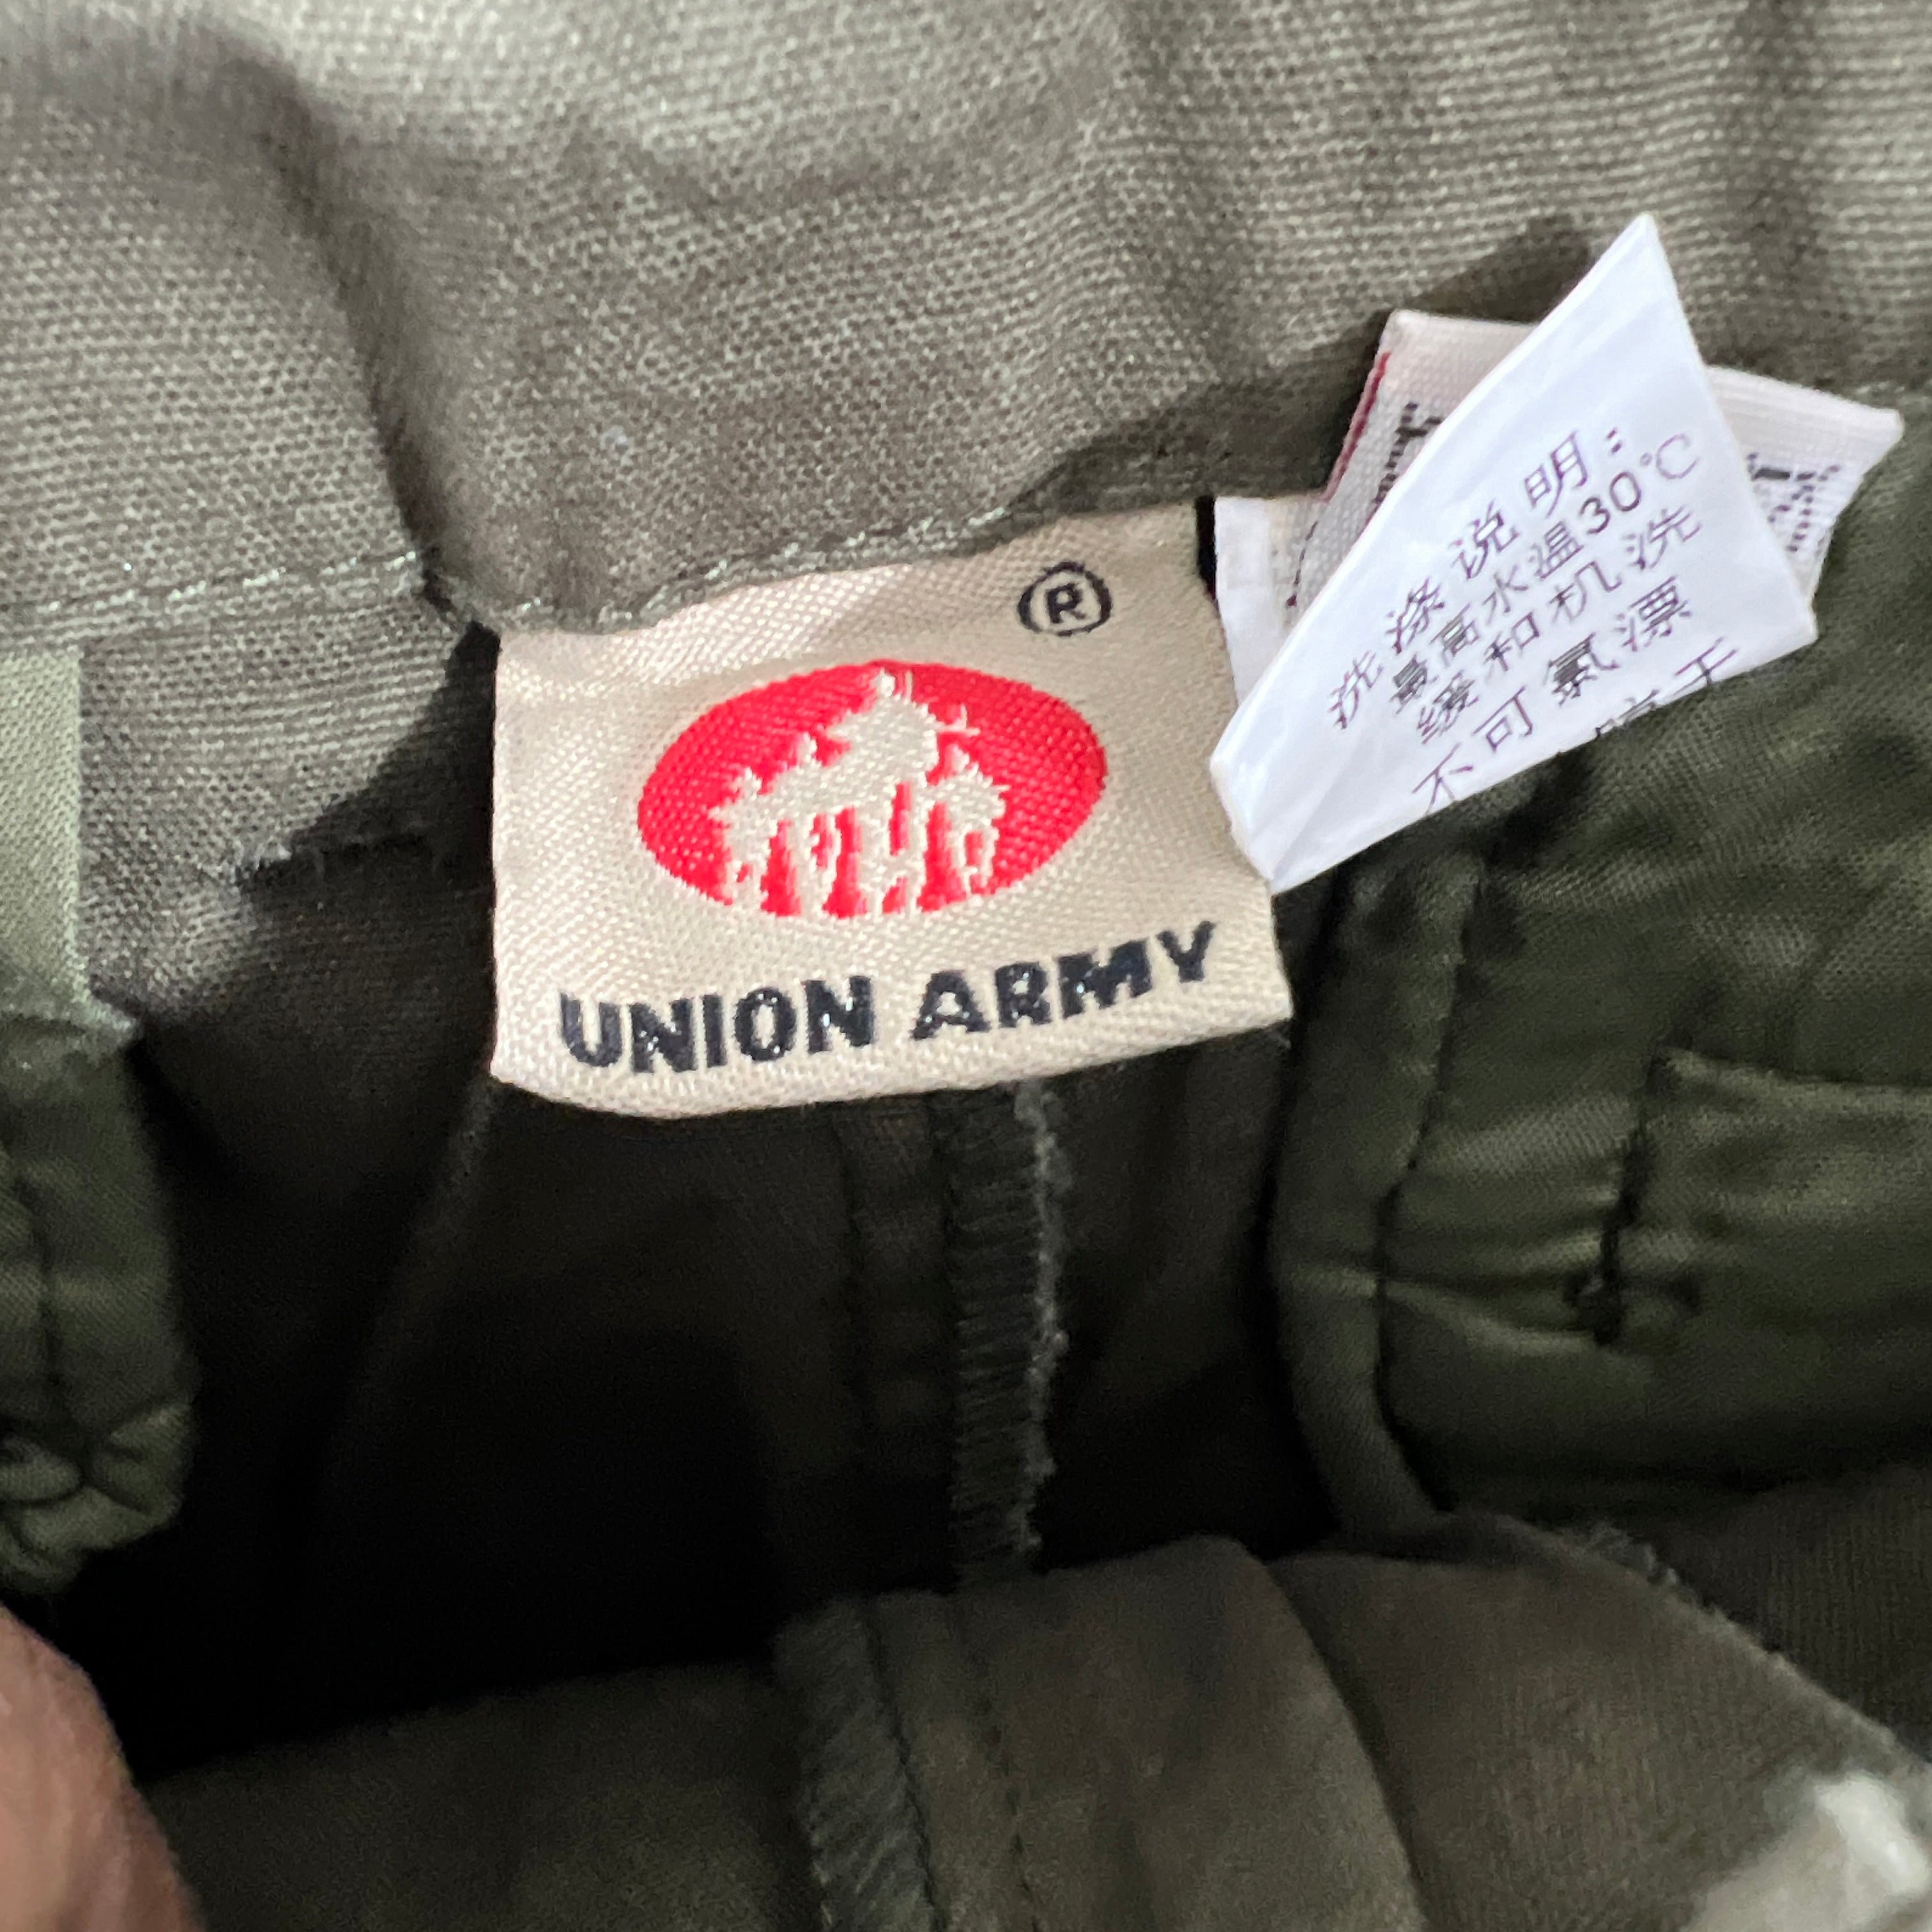 ®
UNION ARMY
洗涤说明：
最高水温30℃
缓和机洗
不可氯漂